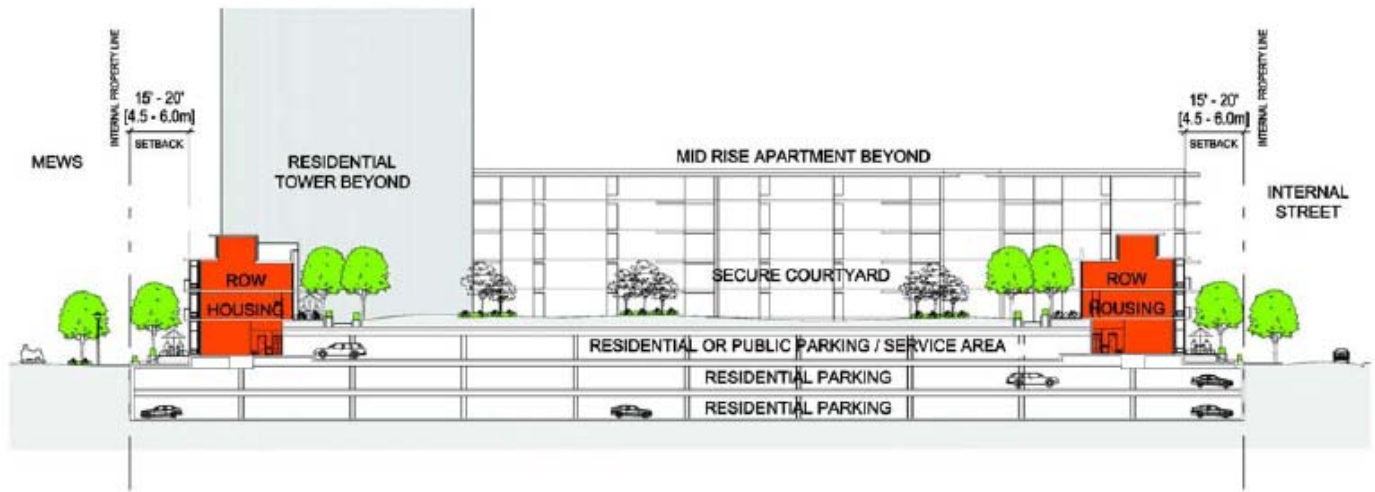 INTERNAL PROPERTY LINE
15' - 20'
[4.5 - 6.0m]
SETBACK
MEWS
RESIDENTIAL
TOWER BEYOND
MID RISE APARTMENT BEYOND
15' - 20'
[4.5 - 6.0m]
SETBACK
INTERNAL PROPERTY LINE
INTERNAL
STREET
ROW
HOUSING
SECURE COURTYARD
ROW
HOUSING
RESIDENTIAL OR PUBLIC PARKING / SERVICE AREA
RESIDENTIAL PARKING
RESIDENTIAL PARKING